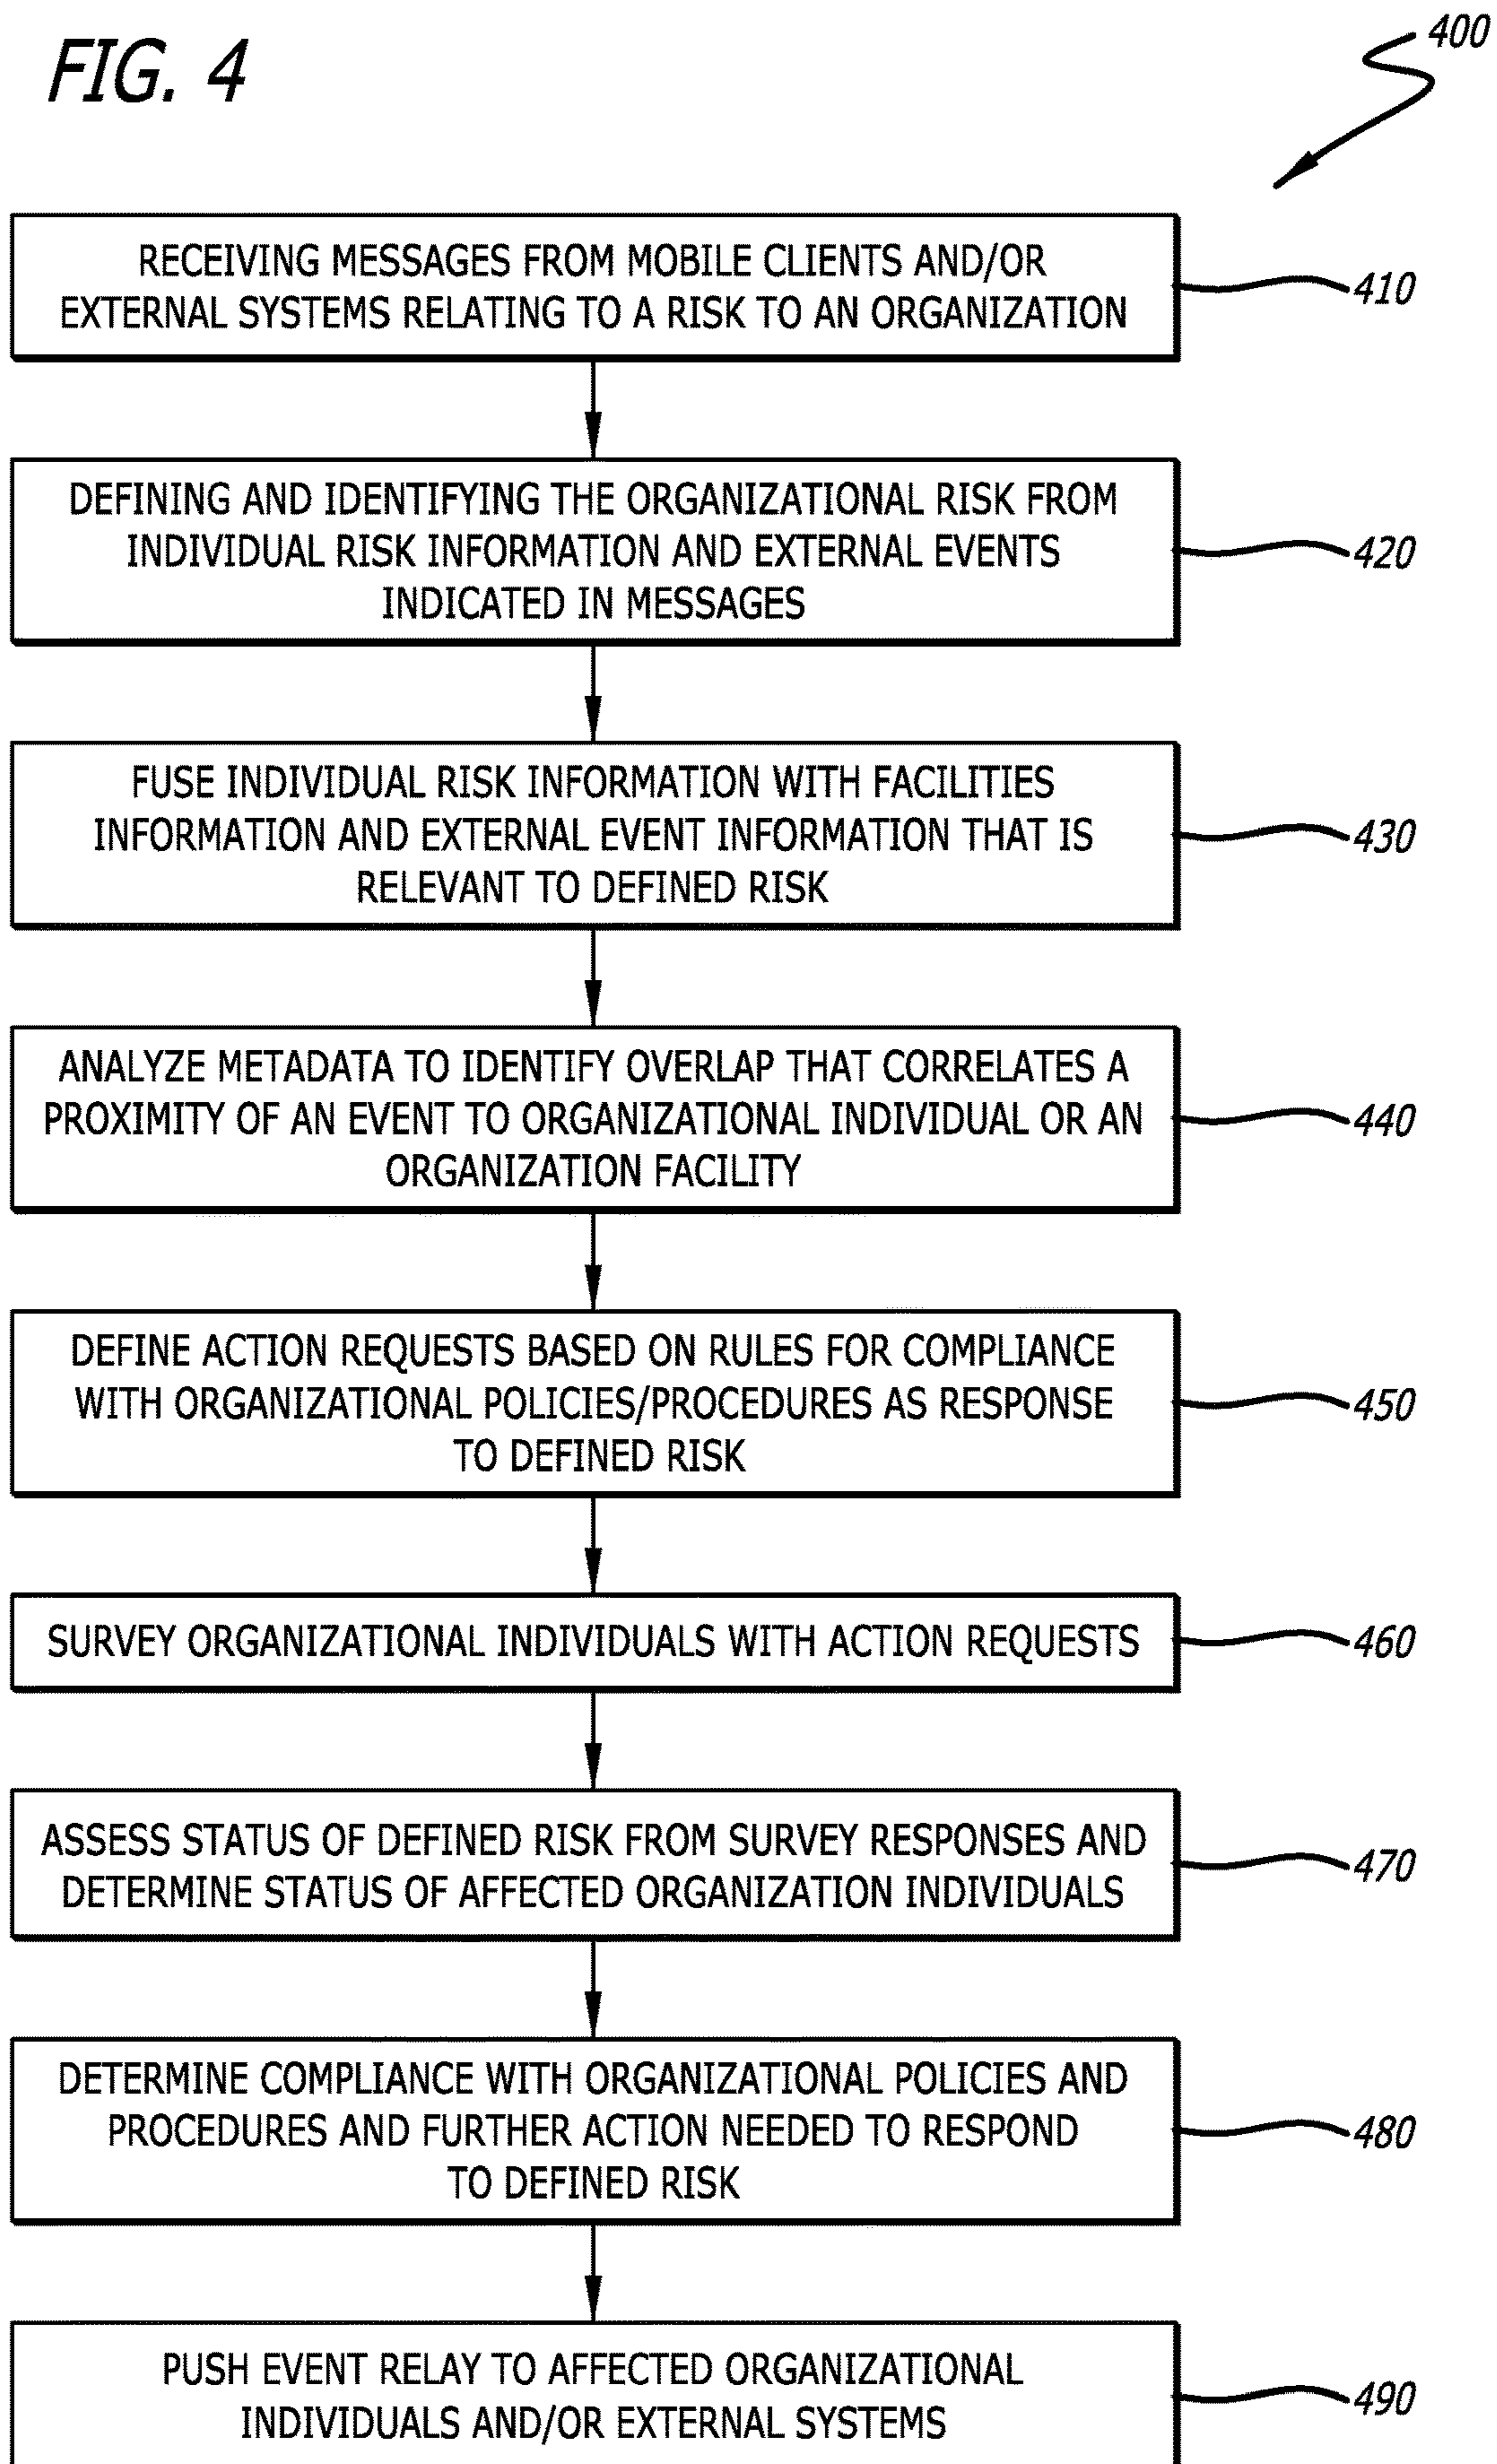 FIG. 4
400
RECEIVING MESSAGES FROM MOBILE CLIENTS AND/OR
EXTERNAL SYSTEMS RELATING TO A RISK TO AN ORGANIZATION
410
DEFINING AND IDENTIFYING THE ORGANIZATIONAL RISK FROM
INDIVIDUAL RISK INFORMATION AND EXTERNAL EVENTS
INDICATED IN MESSAGES
420
FUSE INDIVIDUAL RISK INFORMATION WITH FACILITIES
INFORMATION AND EXTERNAL EVENT INFORMATION THAT IS
RELEVANT TO DEFINED RISK
430
ANALYZE METADATA TO IDENTIFY OVERLAP THAT CORRELATES A
PROXIMITY OF AN EVENT TO ORGANIZATIONAL INDIVIDUAL OR AN
ORGANIZATION FACILITY
440
DEFINE ACTION REQUESTS BASED ON RULES FOR COMPLIANCE
WITH ORGANIZATIONAL POLICIES/PROCEDURES AS RESPONSE
TO DEFINED RISK
450
SURVEY ORGANIZATIONAL INDIVIDUALS WITH ACTION REQUESTS
460
ASSESS STATUS OF DEFINED RISK FROM SURVEY RESPONSES AND
DETERMINE STATUS OF AFFECTED ORGANIZATION INDIVIDUALS
470
DETERMINE COMPLIANCE WITH ORGANIZATIONAL POLICIES AND
PROCEDURES AND FURTHER ACTION NEEDED TO RESPOND
TO DEFINED RISK
480
PUSH EVENT RELAY TO AFFECTED ORGANIZATIONAL
INDIVIDUALS AND/OR EXTERNAL SYSTEMS
490